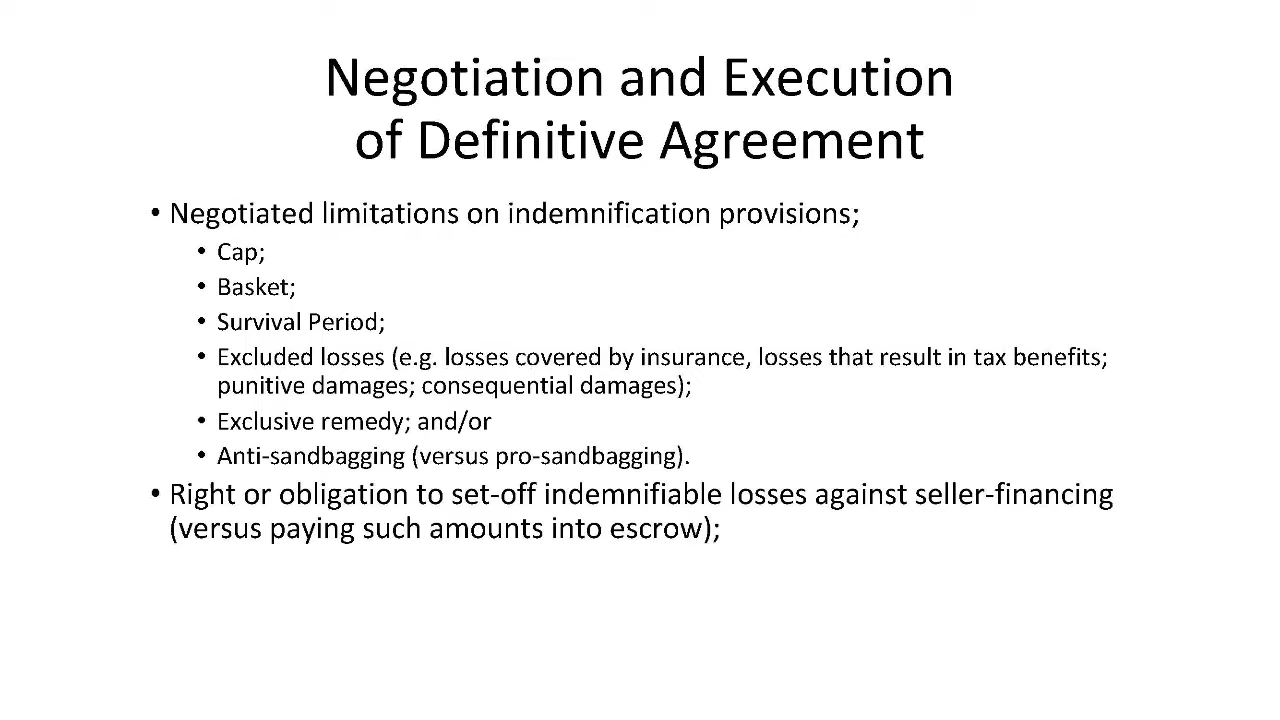 Negotiation and Execution
of Definitive Agreement
• Negotiated limitations on indemnification provisions;
• Cap;
• Basket;
• Survival Period;
• Excluded losses (e.g. losses covered by insurance, losses that result in tax benefits;
punitive damages; consequential damages);
• Exclusive remedy; and/or
• Anti-sandbagging (versus pro-sandbagging).
• Right or obligation to set-off indemnifiable losses against seller-financing
(versus paying such amounts into escrow);